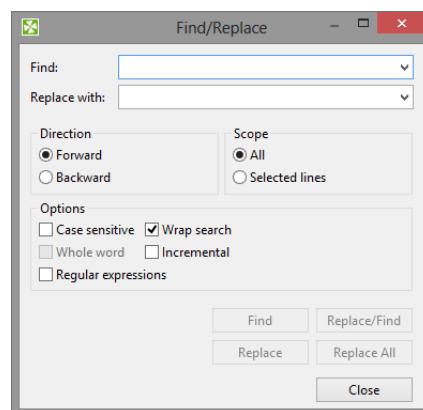 Find/Replace
Find:
Replace with:
Direction
Forward
Backward
Scope
All
Selected lines
Options
Case sensitive
Wrap search
Whole word
Incremental
Regular expressions
Find
Replace/Find
Replace
Replace All
Close